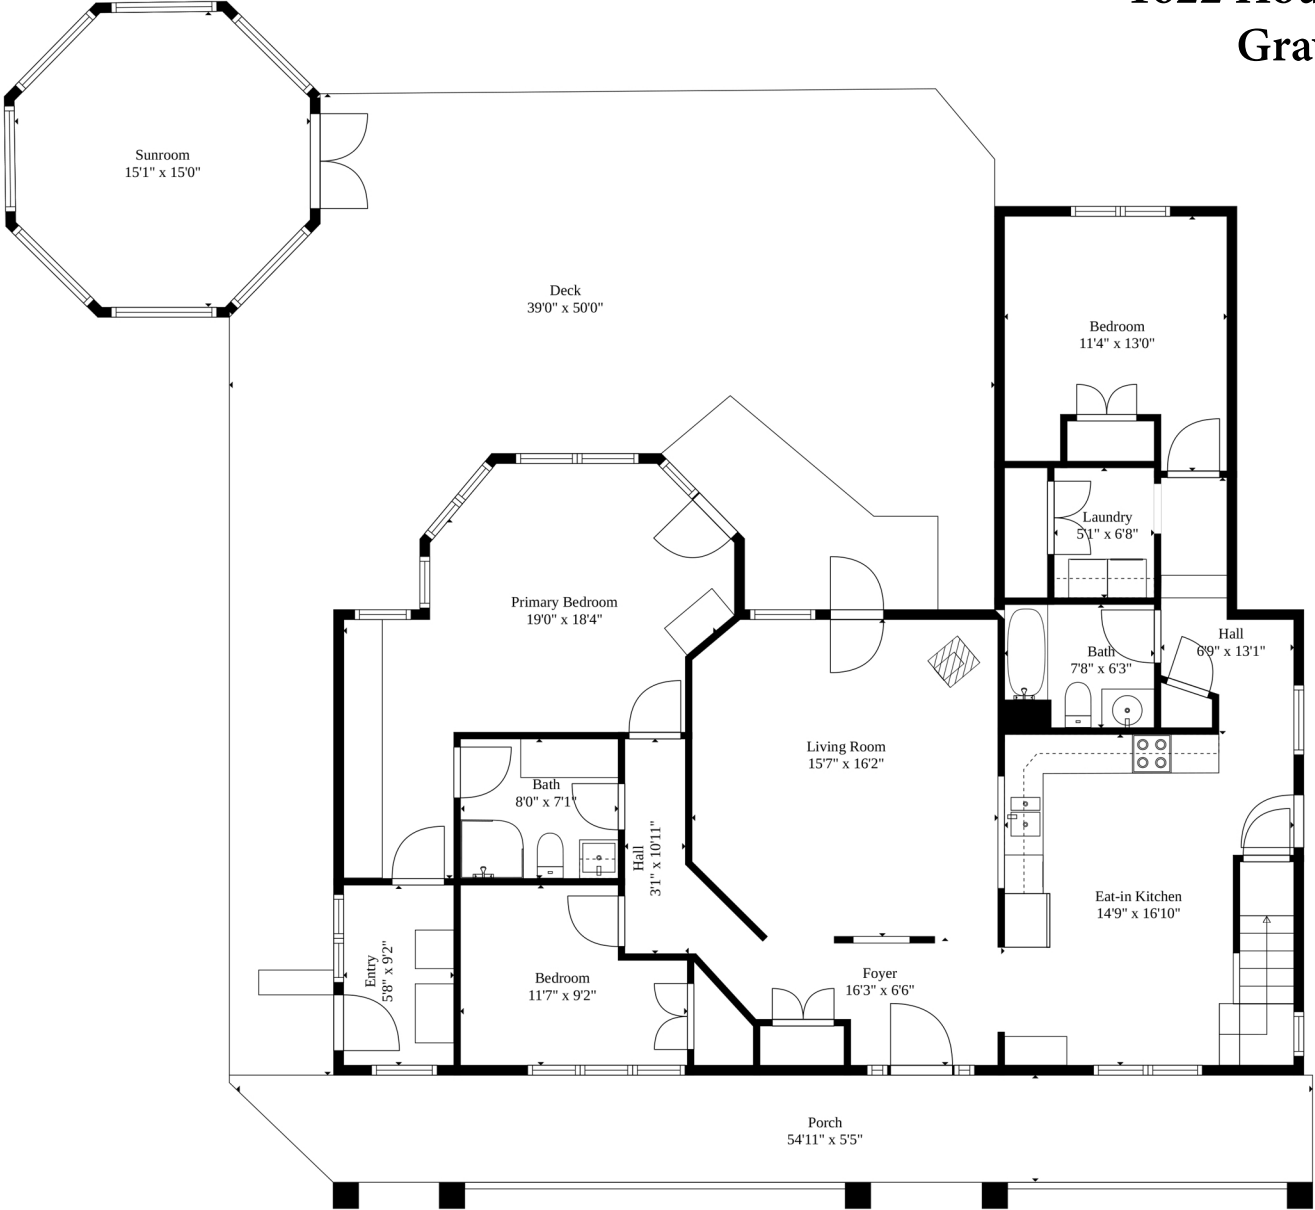 Grav
Sunroom
15'1" x 15'0"
Deck
39'0" x 50'0"
Bedroom
11'4" x 13'0"
Laundry
5'1" x 6'8"
Primary Bedroom
19'0" x 18'4"
Hall
6'9" x 13'1"
Bath
7'8" x 6'3"
Living Room
15'7" x 16'2"
Bath
8'0" x 7'1"
Hall
3'1" x 10'11"
Eat-in Kitchen
14'9" x 16'10"
Entry
5'8" x 9'2"
Bedroom
11'7" x 9'2"
Foyer
16'3" x 6'6"
Porch
54'11" x 5'5"